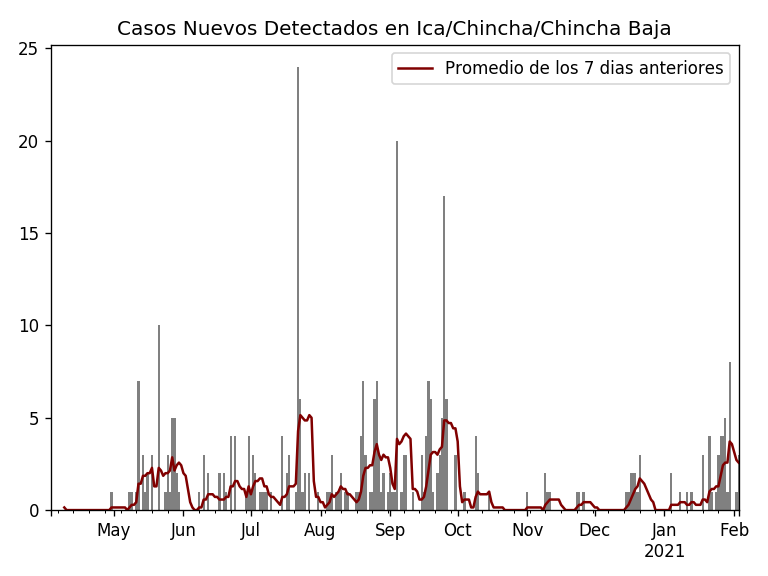 Casos Nuevos Detectados en Ica/Chincha/Chincha Baja
Promedio de los 7 dias anteriores
25
20
15
10
5
0
May Jun Jul Aug Sep Oct Nov Dec Jan Feb
2021